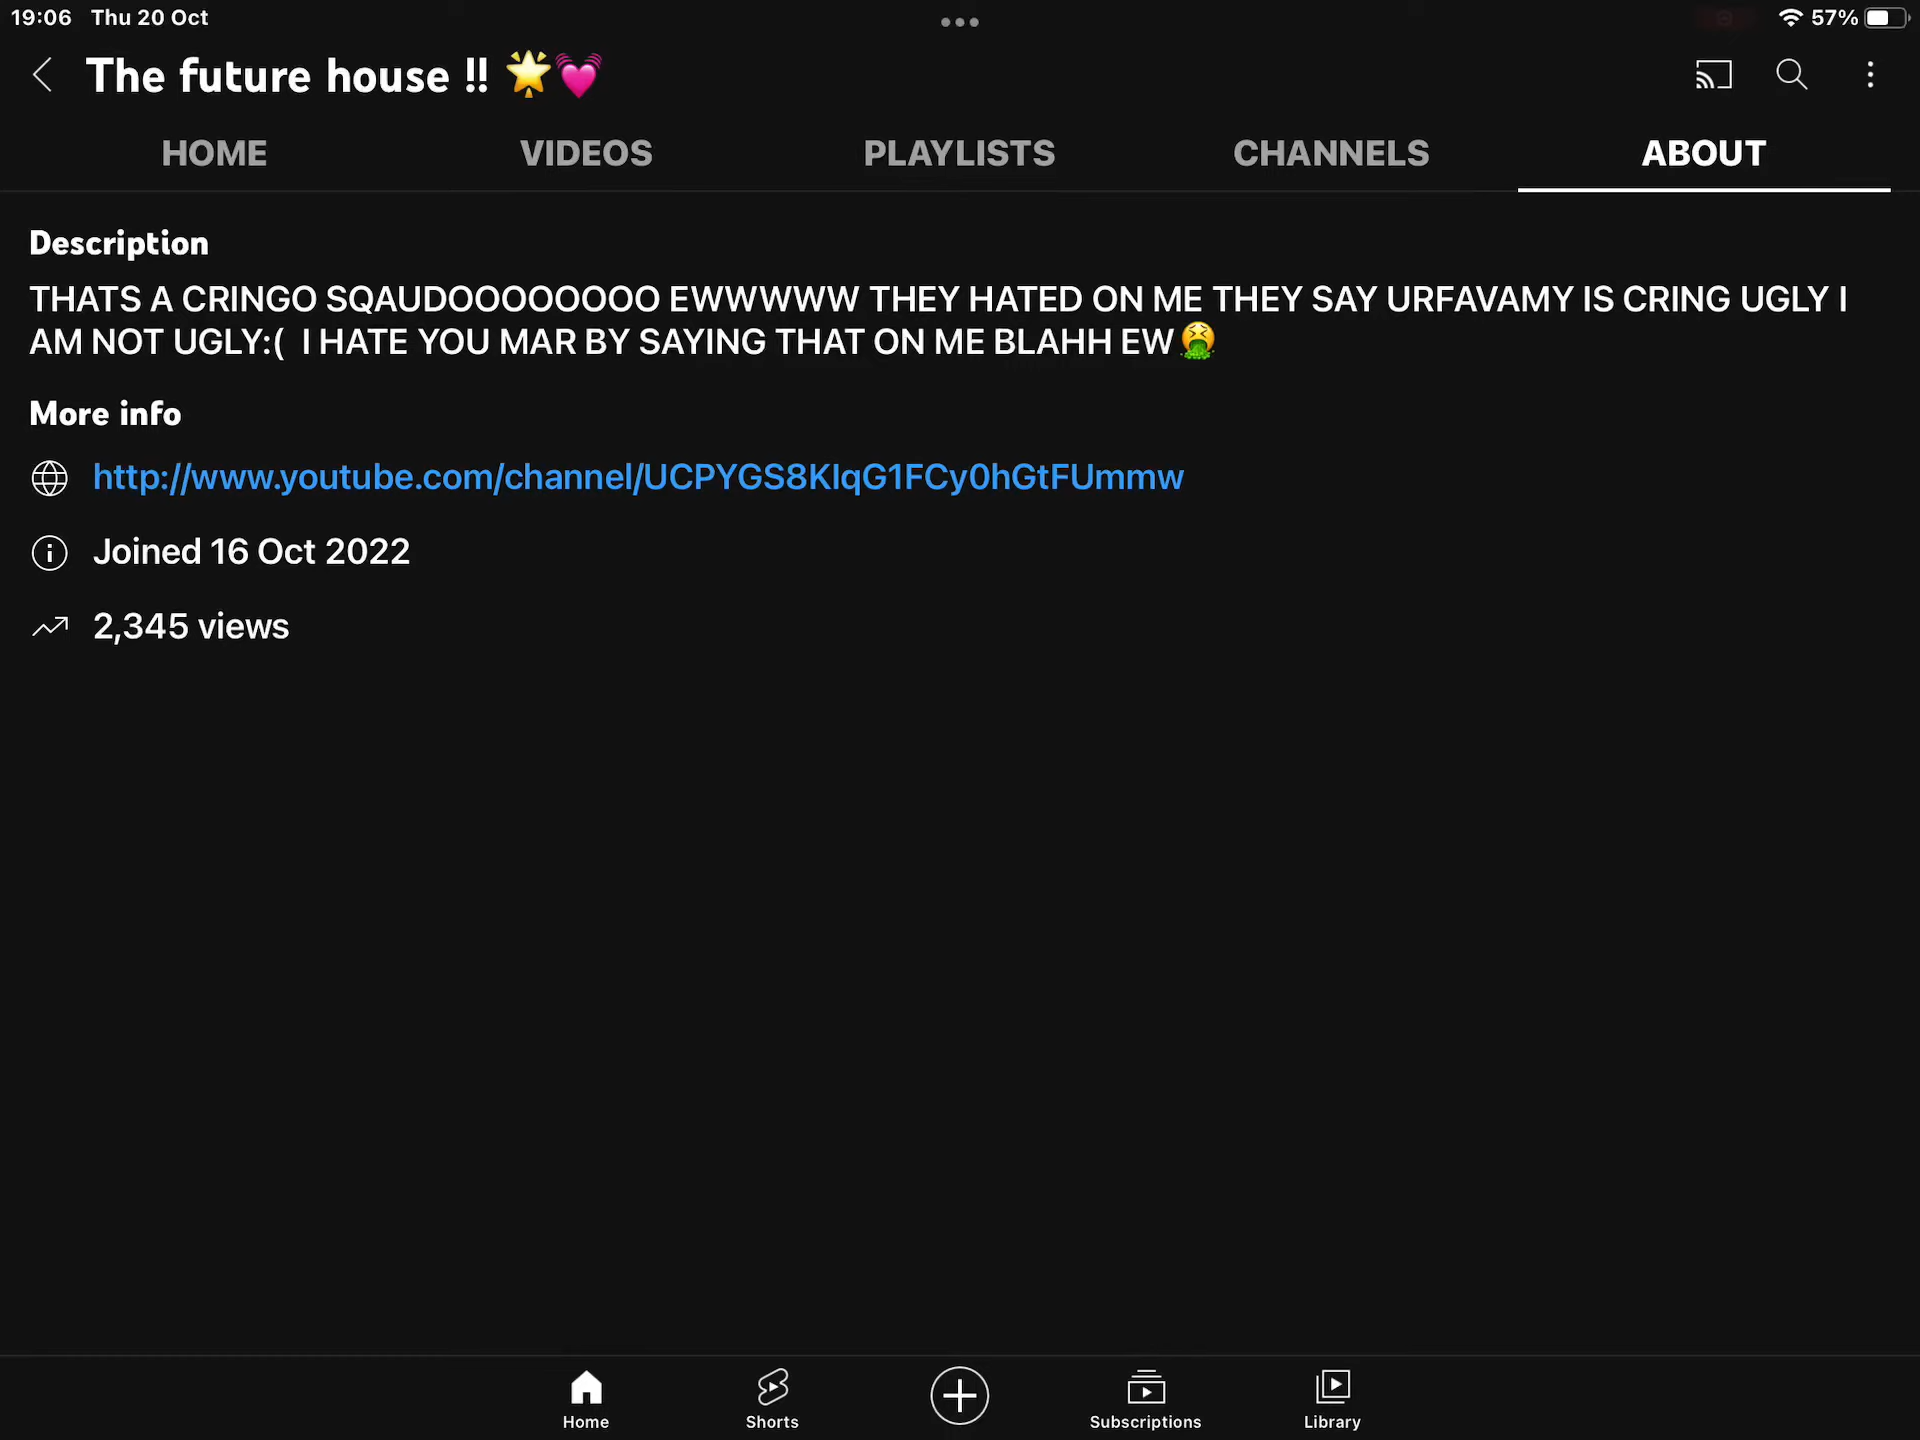 19:06 Thu 20 Oct
57%
The future house !! 🌟💓
HOME VIDEOS PLAYLISTS CHANNELS ABOUT
Description
THATS A CRINGO SQAUDOOOOOOOO EWWWWW THEY HATED ON ME THEY SAY URFAVAMY IS CRING UGLY I
AM NOT UGLY:(  I HATE YOU MAR BY SAYING THAT ON ME BLAHH EW🤮
More info
http://www.youtube.com/channel/UCPYGS8KIqG1FCy0hGtFUmmw
Joined 16 Oct 2022
2,345 views
Home Shorts Subscriptions Library